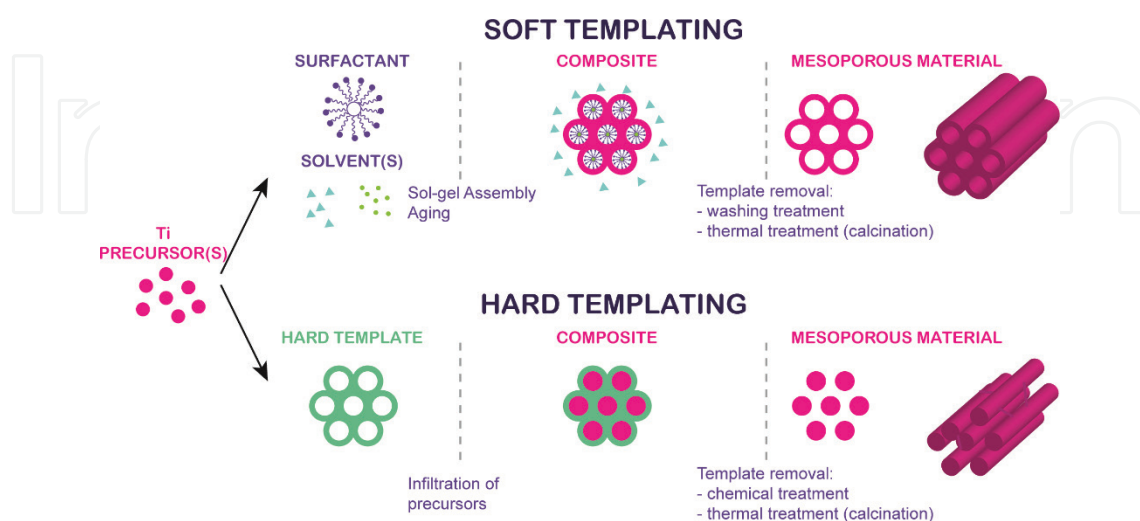 SOFT TEMPLATING
SURFACTANT
COMPOSITE
MESOPOROUS MATERIAL
SOLVENT(S)
Sol-gel Assembly
Aging
Template removal:
- washing treatment
- thermal treatment (calcination)
Ti
PRECURSOR(S)
HARD TEMPLATING
HARD TEMPLATE
COMPOSITE
MESOPOROUS MATERIAL
Infiltration of
precursors
Template removal:
- chemical treatment
- thermal treatment (calcination)